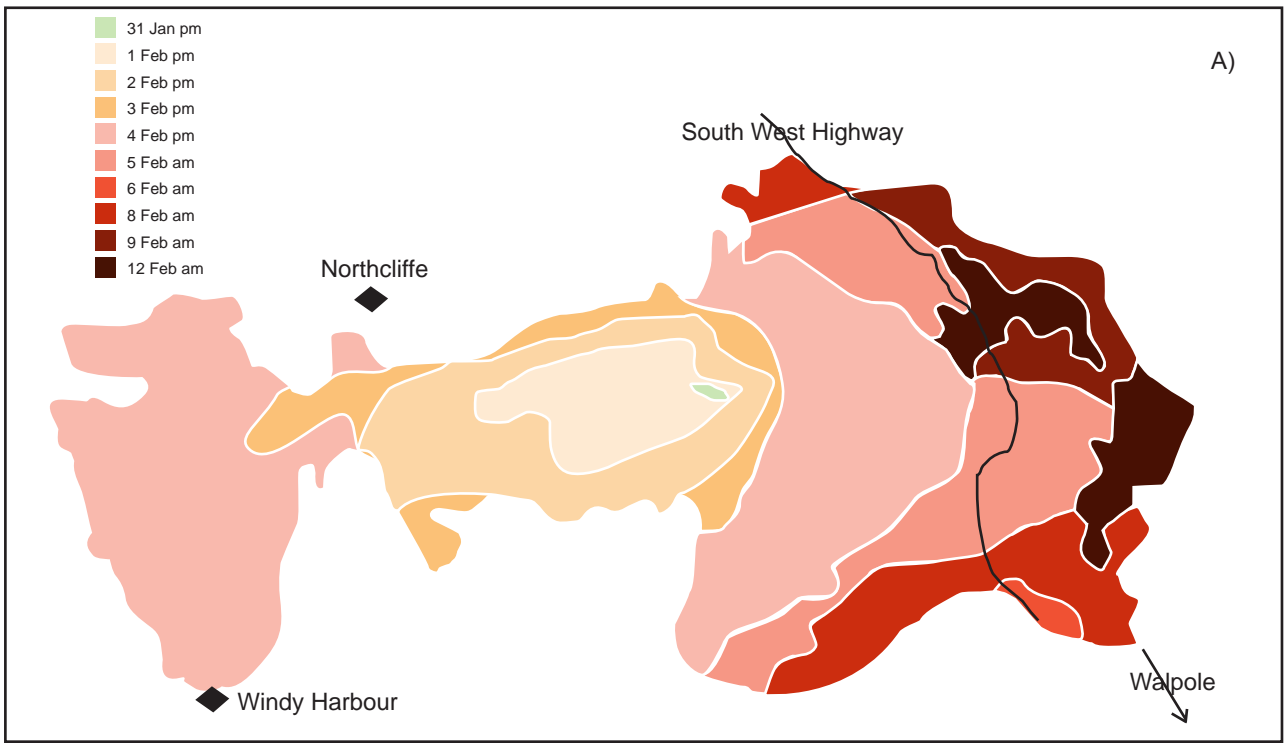 31 Jan pm
1 Feb pm
2 Feb pm
3 Feb pm
4 Feb pm
5 Feb am
6 Feb am
8 Feb am
9 Feb am
12 Feb am
A)
South West Highway
Northcliffe
Windy Harbour
Walpole